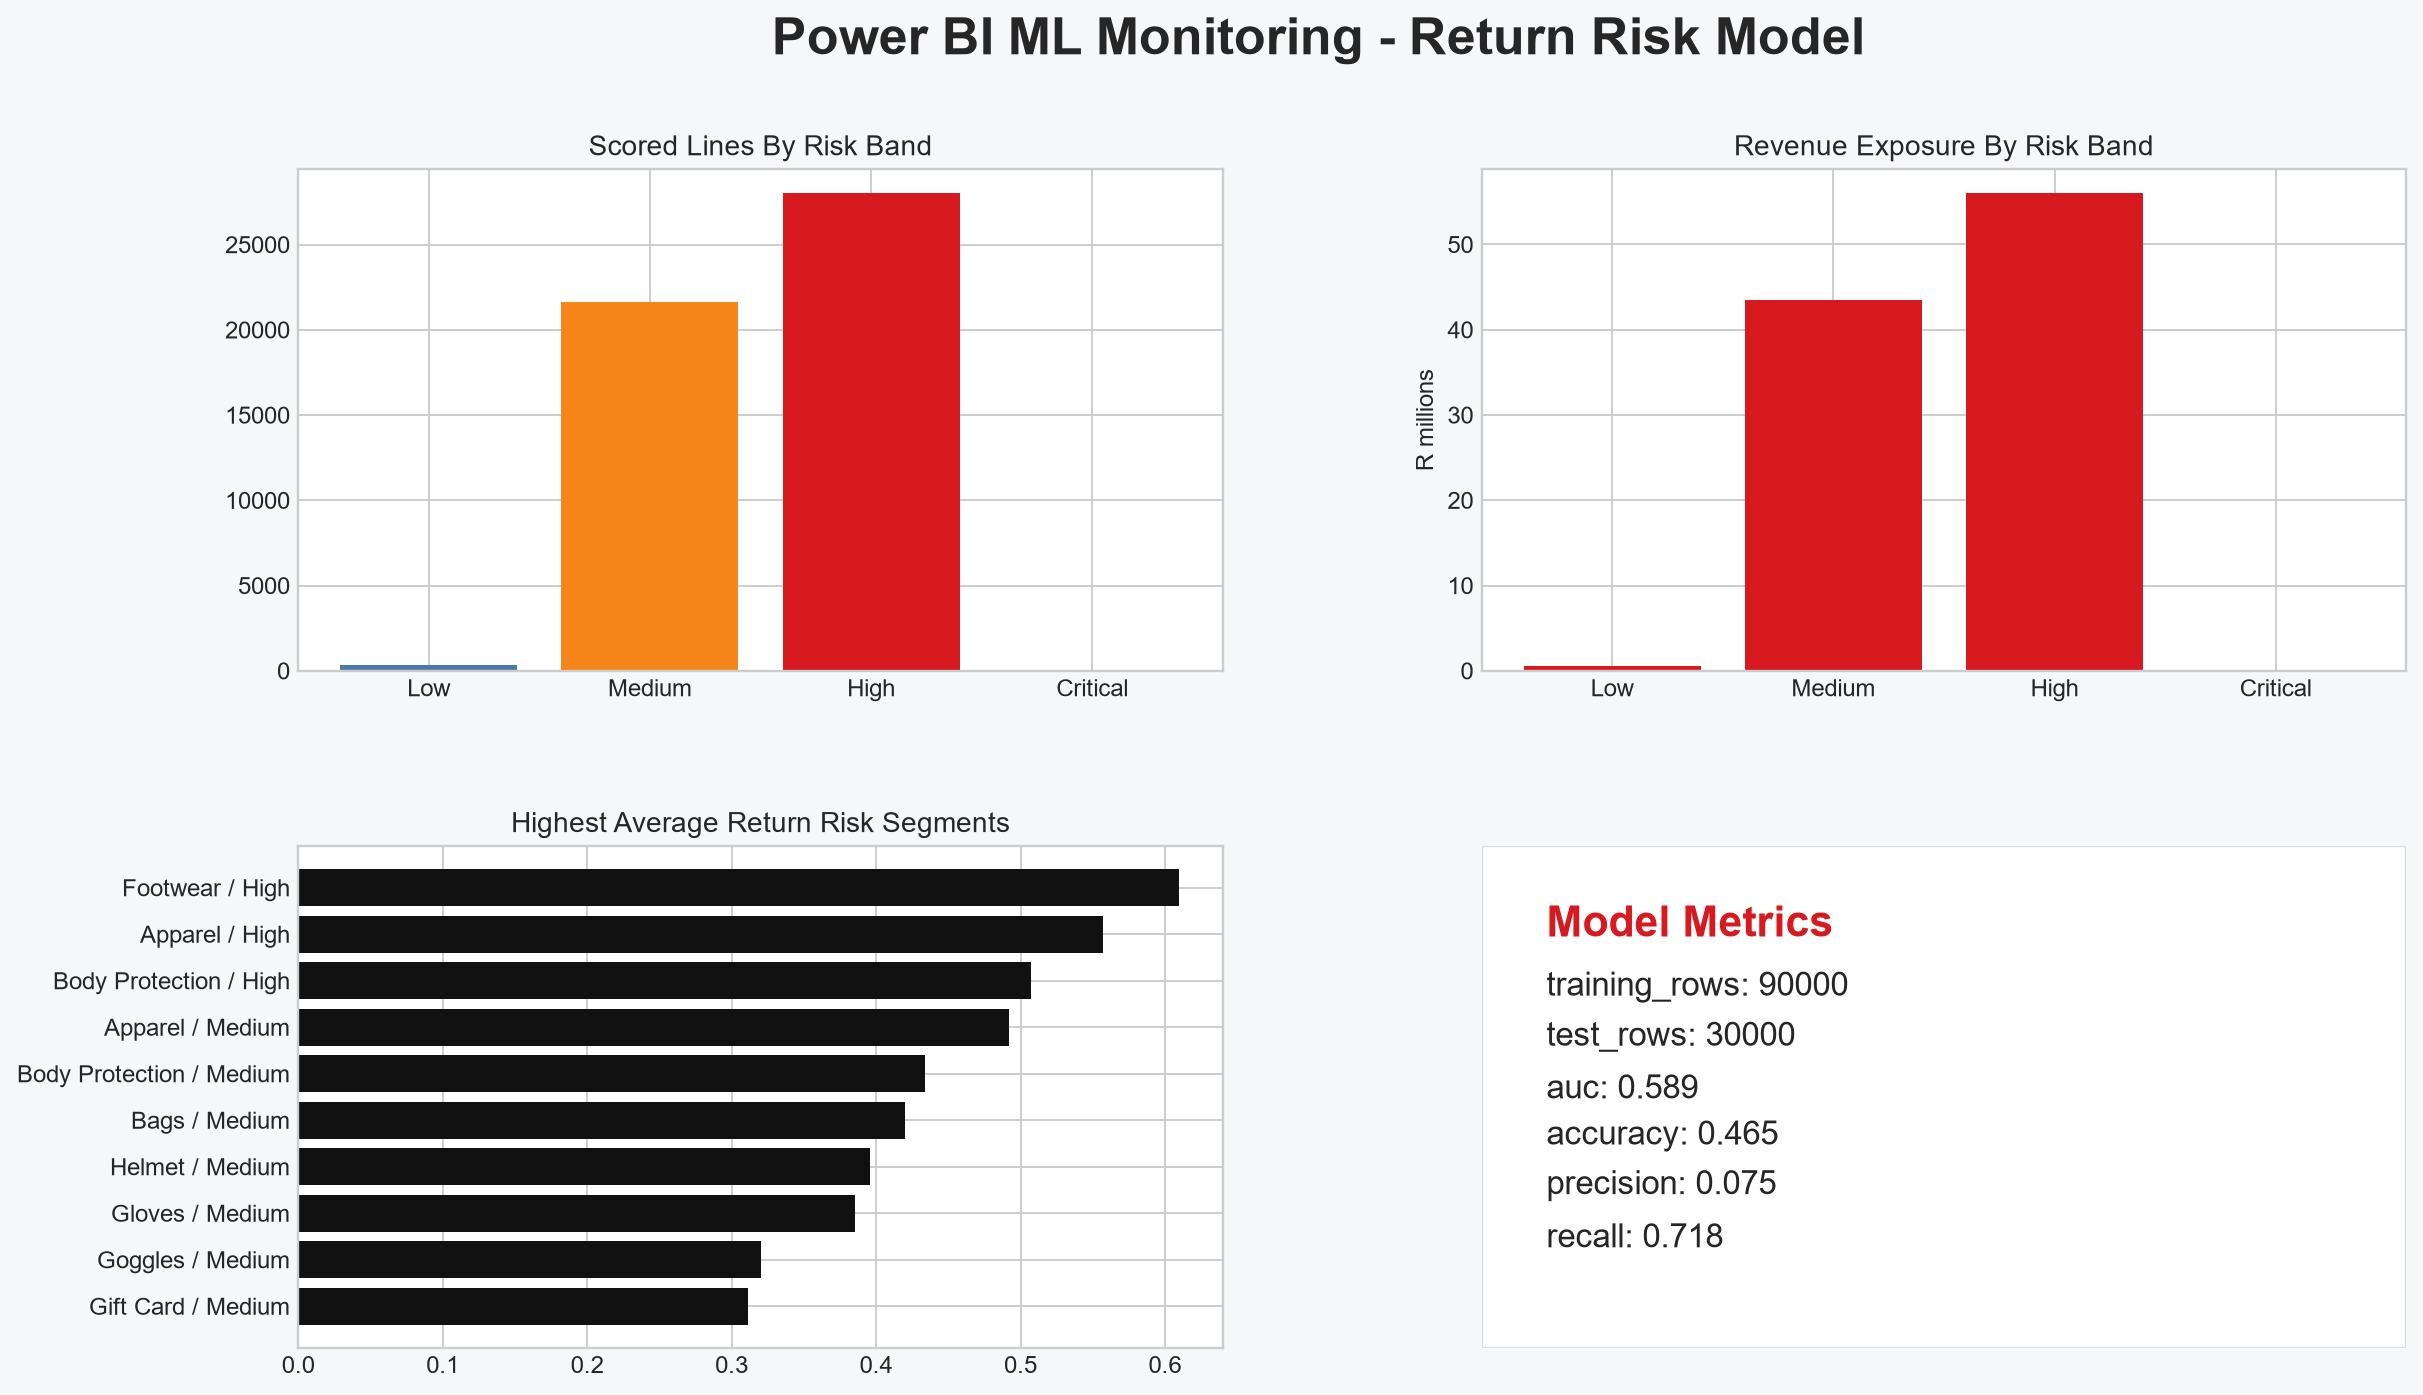 Power BI ML Monitoring - Return Risk Model
Scored Lines By Risk Band
25000
20000
15000
10000
5000
0
Low Medium High Critical
Revenue Exposure By Risk Band
R millions
50
40
30
20
10
0
Low Medium High Critical
Highest Average Return Risk Segments
Footwear / High
Apparel / High
Body Protection / High
Apparel / Medium
Body Protection / Medium
Bags / Medium
Helmet / Medium
Gloves / Medium
Goggles / Medium
Gift Card / Medium
0.0 0.1 0.2 0.3 0.4 0.5 0.6
Model Metrics
training_rows: 90000
test_rows: 30000
auc: 0.589
accuracy: 0.465
precision: 0.075
recall: 0.718